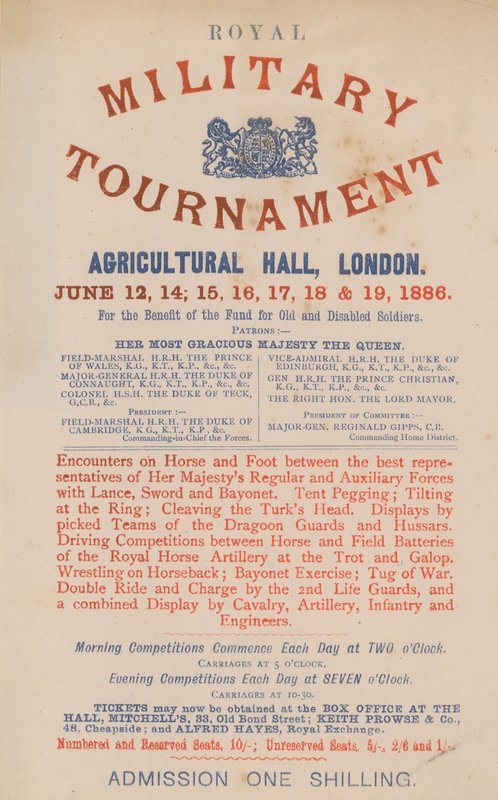 ROYAL
MILITARY
TOURNAMENT
AGRICULTURAL HALL, LONDON.
JUNE 12, 14; 15, 16, 17, 18 & 19, 1886.
For the Benefit of the Fund for Old and Disabled Soldiers.
PATRONS:—
HER MOST GRACIOUS MAJESTY THE QUEEN.
FIELD-MARSHAL H.R.H. THE PRINCE
OF WALES, K.G., K.T., K.P., &c., &c.
MAJOR-GENERAL H.R.H. THE DUKE OF
CONNAUGHT, K.G., K.T., K.P., &c., &c.
COLONEL H.S.H. THE DUKE OF TECK,
G,C.B., &c.
PRESIDENT :—
FIELD-MARSHAL H.R.H. THE DUKE OF
CAMBRIDGE, K.G., K.T., K.P , &c.
Commanding-in-Chief the Forces.
VICE-ADMIRAL H.R.H. THE DUKE OF
EDINBURGH, K.G., K.T., K.P., &c., &c.
GEN H.R.H. THE PRINCE CHRISTIAN,
K.G., K.T., K.P., &c., &c.
THE RIGHT HON. THE LORD MAYOR.
PRESIDENT OF COMMITTEE :—
MAJOR-GEN. REGINALD GIPPS, C.B.
Commanding Home District.
Encounters on Horse and Foot between the best repre-
sentatives of Her Majesty's Regular and Auxiliary Forces
with Lance, Sword and Bayonet. Tent Pegging; Tilting
at the Ring; Cleaving the Turk's Head. Displays by
picked Teams of the Dragoon Guards and Hussars.
Driving Competitions between Horse and Field Batteries
of the Royal Horse Artillery at the Trot and Galop.
Wrestling on Horseback; Bayonet Exercise; Tug of War.
Double Ride and Charge by the 2nd Life Guards, and
a combined Display by Cavalry, Artillery, Infantry and
Engineers.
Morning Competitions Commence Each Day at TWO o'Clock.
CARRIAGES AT 5 O'CLOCK.
Evening Competitions Each Day at SEVEN o'Clock.
CARRIAGES AT 10-30.
TICKETS may now be obtained at the BOX OFFICE AT THE
HALL, MITCHELL'S, 33, Old Bond Street; KEITH PROWSE & Co.,
48, Cheapside; and ALFRED HAYES, Royal Exchange.
Numbered and Reserved Seats, 10/-; Unreserved Seats, 5/-, 2/6 and 1/-.
ADMISSION ONE SHILLING.